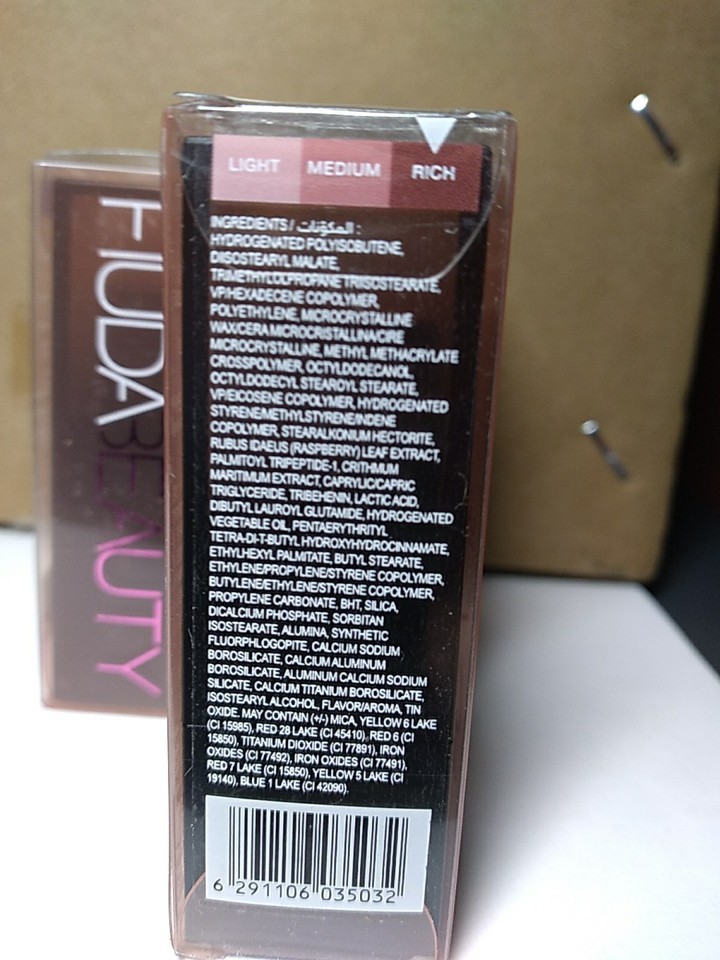 LIGHT MEDIUM RICH
INGREDIENTS / المكوّنات :
HYDROGENATED POLYISOBUTENE,
DIISOSTEARYL MALATE,
TRIMETHYLOLPROPANE TRIISOSTEARATE,
VP/HEXADECENE COPOLYMER,
POLYETHYLENE, MICROCRYSTALLINE
WAX/CERA MICROCRISTALLINA/CIRE
MICROCRYSTALLINE, METHYL METHACRYLATE
CROSSPOLYMER, OCTYLDODECANOL,
OCTYLDODECYL STEAROYL STEARATE,
VP/EICOSENE COPOLYMER, HYDROGENATED
STYRENE/METHYLSTYRENE/INDENE
COPOLYMER, STEARALKONIUM HECTORITE,
RUBUS IDAEUS (RASPBERRY) LEAF EXTRACT,
PALMITOYL TRIPEPTIDE-1, CRITHMUM
MARITIMUM EXTRACT, CAPRYLIC/CAPRIC
TRIGLYCERIDE, TRIBEHENIN, LACTIC ACID,
DIBUTYL LAUROYL GLUTAMIDE, HYDROGENATED
VEGETABLE OIL, PENTAERYTHRITYL
TETRA-DI-T-BUTYL HYDROXYHYDROCINNAMATE,
ETHYLHEXYL PALMITATE, BUTYL STEARATE,
ETHYLENE/PROPYLENE/STYRENE COPOLYMER,
BUTYLENE/ETHYLENE/STYRENE COPOLYMER,
PROPYLENE CARBONATE, BHT, SILICA,
DICALCIUM PHOSPHATE, SORBITAN
ISOSTEARATE, ALUMINA, SYNTHETIC
FLUORPHLOGOPITE, CALCIUM SODIUM
BOROSILICATE, CALCIUM ALUMINUM
BOROSILICATE, ALUMINUM CALCIUM SODIUM
SILICATE, CALCIUM TITANIUM BOROSILICATE,
ISOSTEARYL ALCOHOL, FLAVOR/AROMA, TIN
OXIDE. MAY CONTAIN (+/-) MICA, YELLOW 6 LAKE
(CI 15985), RED 28 LAKE (CI 45410), RED 6 (CI
15850), TITANIUM DIOXIDE (CI 77891), IRON
OXIDES (CI 77492), IRON OXIDES (CI 77491),
RED 7 LAKE (CI 15850), YELLOW 5 LAKE (CI
19140), BLUE 1 LAKE (CI 42090).
6 291106 035032
HUDABEAUTY